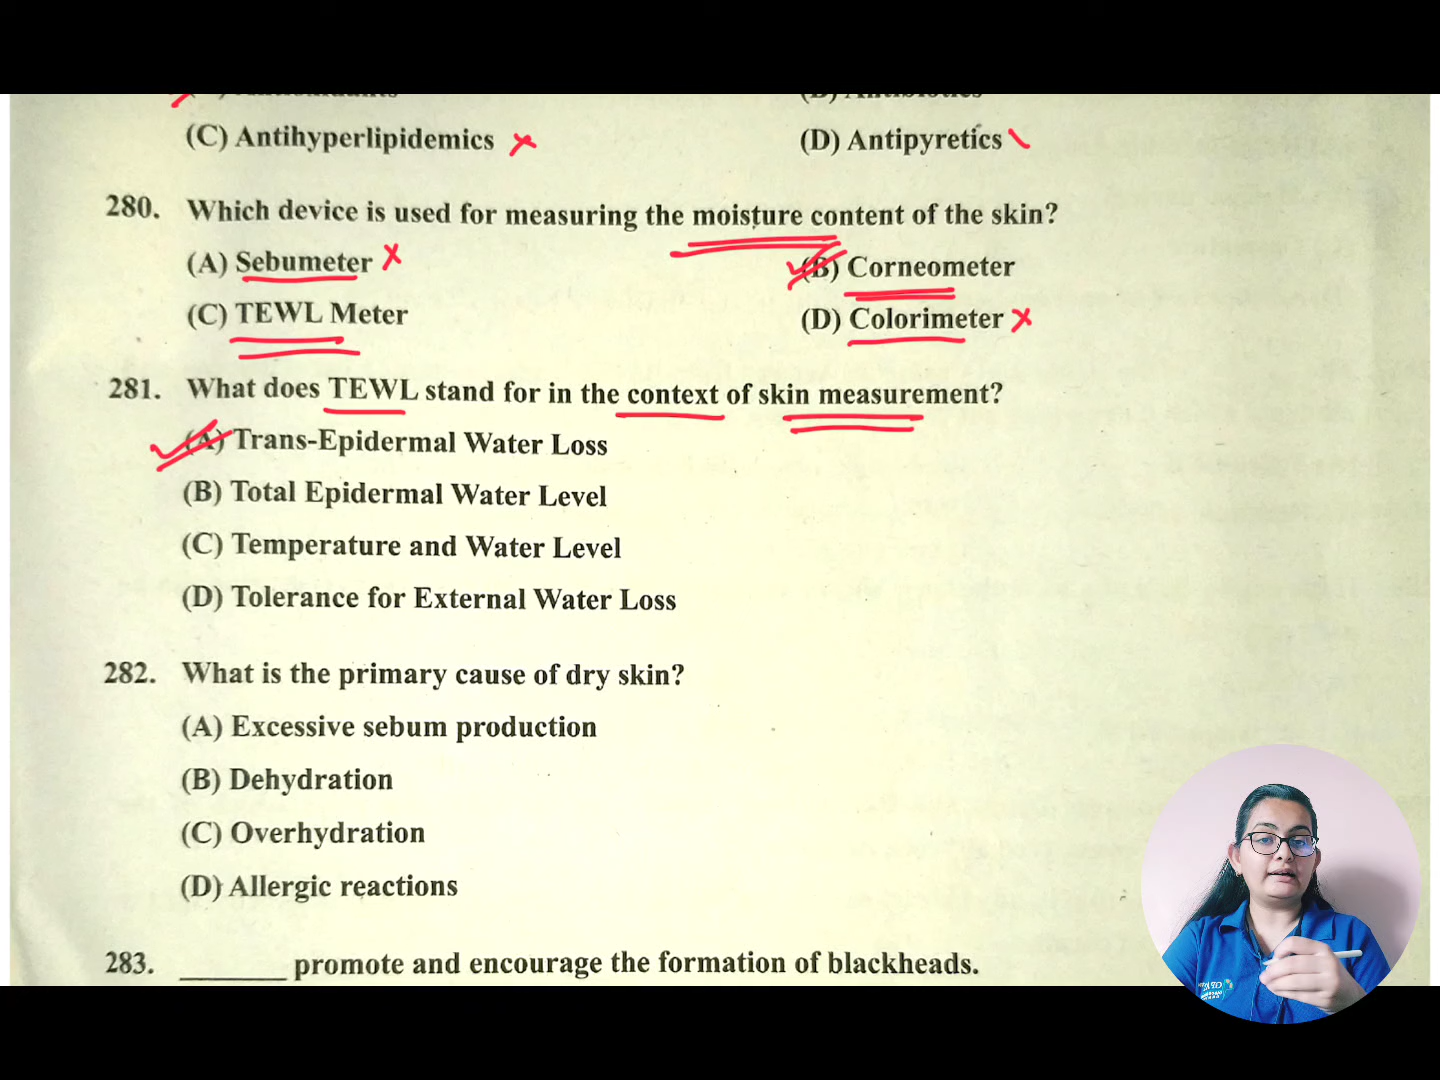 (C) Antihyperlipidemics (D) Antipyretics
280. Which device is used for measuring the moisture content of the skin?
(A) Sebumeter (B) Corneometer
(C) TEWL Meter (D) Colorimeter
281. What does TEWL stand for in the context of skin measurement?
(A) Trans-Epidermal Water Loss
(B) Total Epidermal Water Level
(C) Temperature and Water Level
(D) Tolerance for External Water Loss
282. What is the primary cause of dry skin?
(A) Excessive sebum production
(B) Dehydration
(C) Overhydration
(D) Allergic reactions
283. ________ promote and encourage the formation of blackheads.